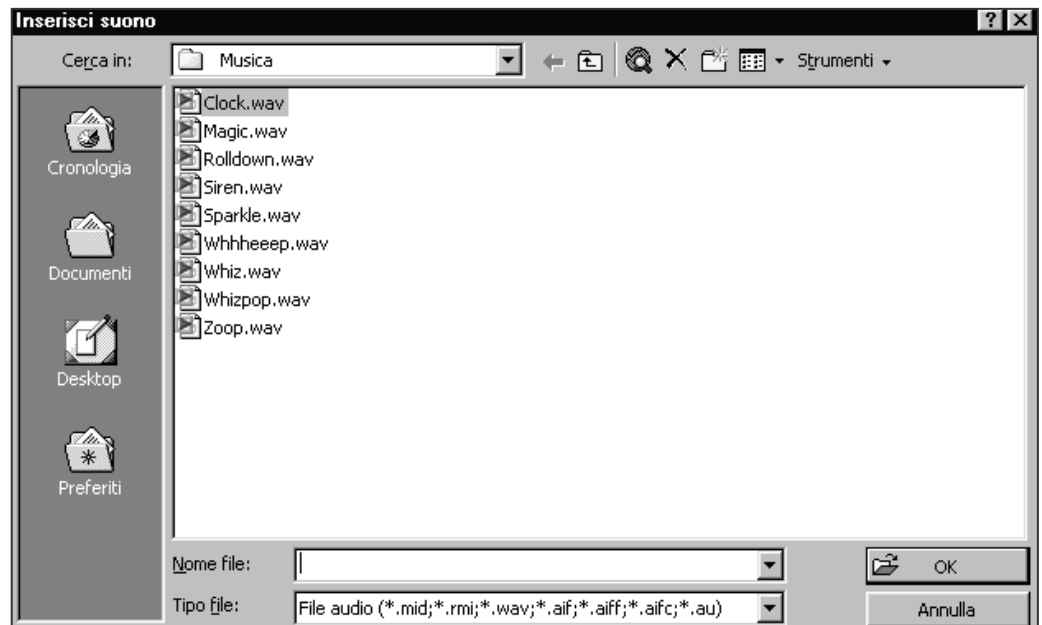 Inserisci suono
Cerca in: Musica Strumenti
Cronologia
Documenti
Desktop
Preferiti
Clock.wav
Magic.wav
Rolldown.wav
Siren.wav
Sparkle.wav
Whhheeep.wav
Whiz.wav
Whizpop.wav
Zoop.wav
Nome file: OK
Tipo file: File audio (*.mid;*.rmi;*.wav;*.aif;*.aiff;*.aifc;*.au) Annulla